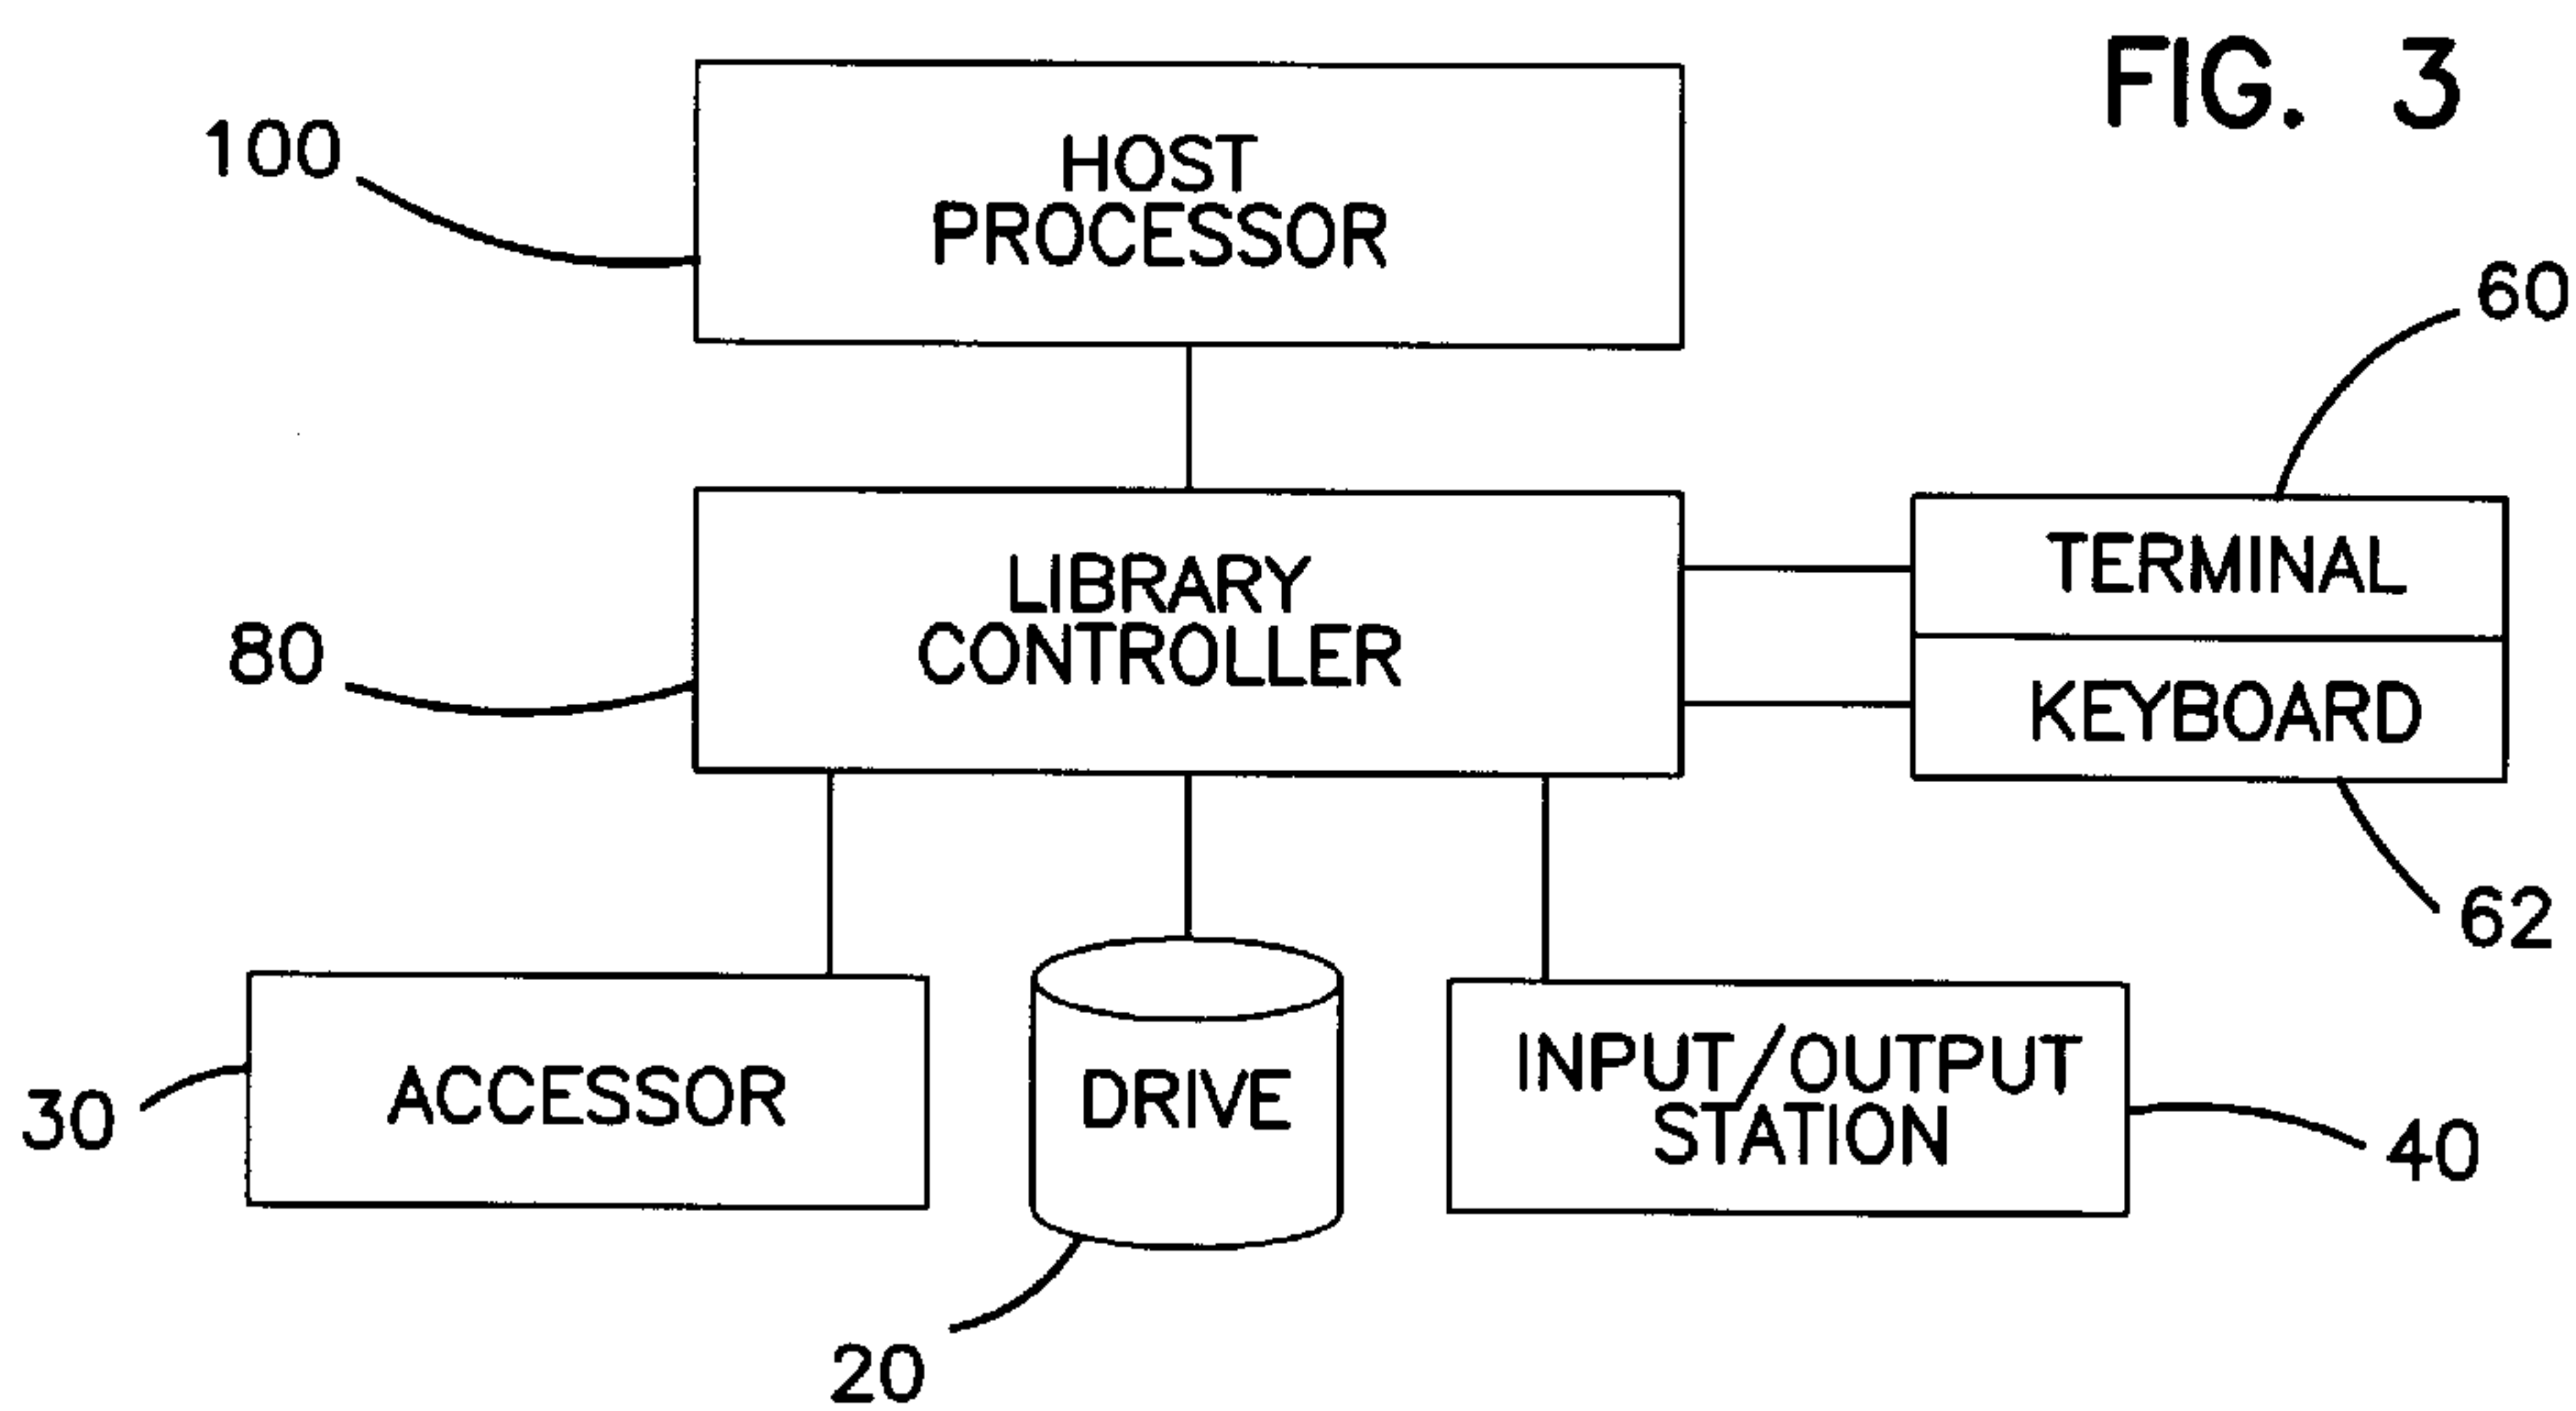 FIG. 3
100
HOST
PROCESSOR
60
LIBRARY
CONTROLLER
80
TERMINAL
KEYBOARD
62
30
ACCESSOR
DRIVE
INPUT/OUTPUT
STATION
40
20